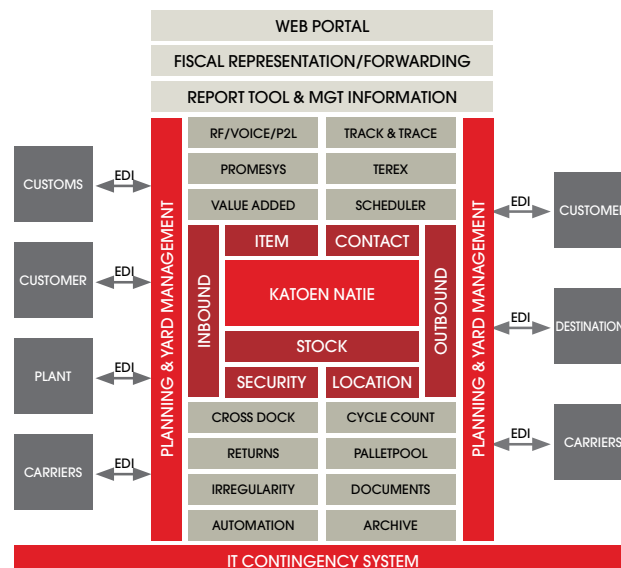 WEB PORTAL
FISCAL REPRESENTATION/FORWARDING
REPORT TOOL & MGT INFORMATION
RF/VOICE/P2L
TRACK & TRACE
PROMESYS
TEREX
VALUE ADDED
SCHEDULER
PLANNING & YARD MANAGEMENT
CUSTOMS
EDI
CUSTOMER
EDI
PLANT
EDI
CARRIERS
EDI
INBOUND
ITEM
CONTACT
KATOEN NATIE
STOCK
SECURITY
LOCATION
OUTBOUND
CROSS DOCK
CYCLE COUNT
RETURNS
PALLETPOOL
IRREGULARITY
DOCUMENTS
AUTOMATION
ARCHIVE
PLANNING & YARD MANAGEMENT
EDI
CUSTOMER
EDI
DESTINATION
EDI
CARRIERS
IT CONTINGENCY SYSTEM